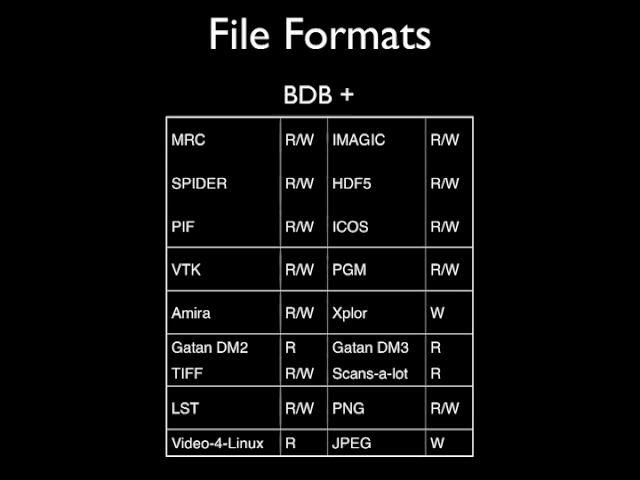 File Formats
BDB +
MRC R/W IMAGIC R/W
SPIDER R/W HDF5 R/W
PIF R/W ICOS R/W
VTK R/W PGM R/W
Amira R/W Xplor W
Gatan DM2 R Gatan DM3 R
TIFF R/W Scans-a-lot R
LST R/W PNG R/W
Video-4-Linux R JPEG W